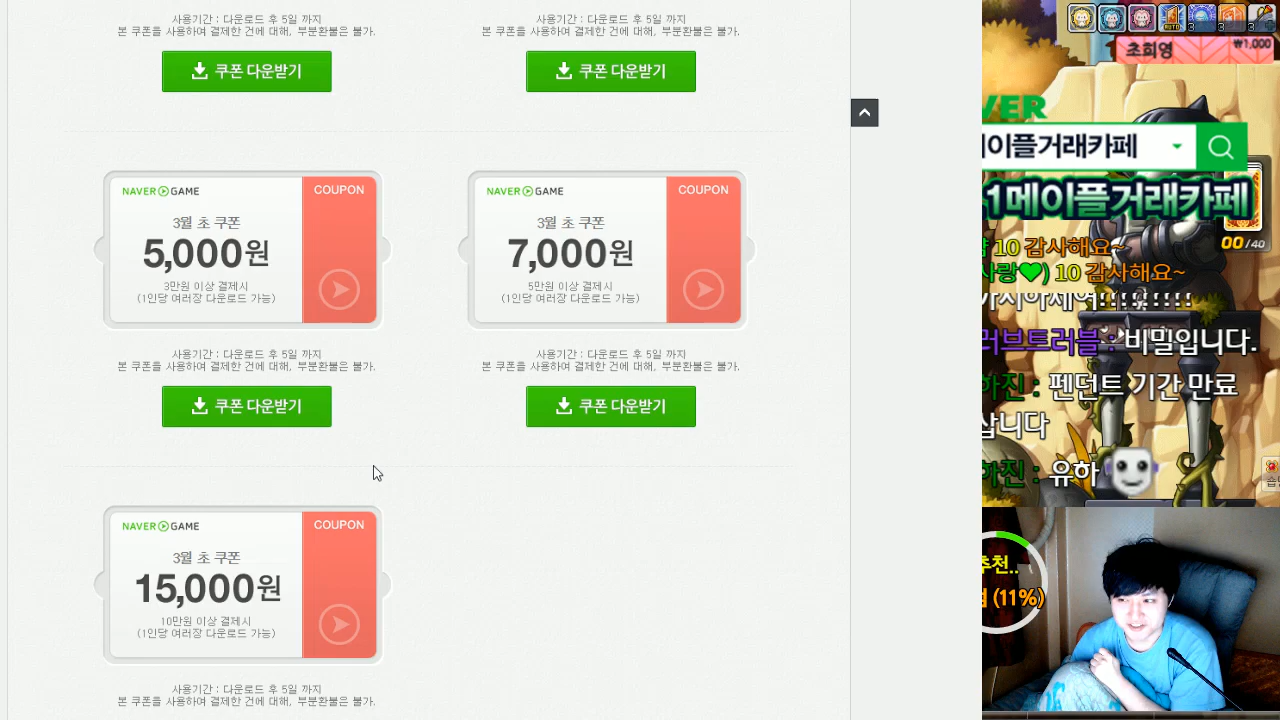 사용기간 : 다운로드 후 5일 까지
본 쿠폰을 사용하여 결제한 건에 대해, 부분환불은 불가.
쿠폰 다운받기
사용기간 : 다운로드 후 5일 까지
본 쿠폰을 사용하여 결제한 건에 대해, 부분환불은 불가.
쿠폰 다운받기
NAVER GAME
COUPON
3월 초 쿠폰
5,000원
3만원 이상 결제시
(1인당 여러장 다운로드 가능)
사용기간 : 다운로드 후 5일 까지
본 쿠폰을 사용하여 결제한 건에 대해, 부분환불은 불가.
쿠폰 다운받기
NAVER GAME
COUPON
3월 초 쿠폰
7,000원
5만원 이상 결제시
(1인당 여러장 다운로드 가능)
사용기간 : 다운로드 후 5일 까지
본 쿠폰을 사용하여 결제한 건에 대해, 부분환불은 불가.
쿠폰 다운받기
NAVER GAME
COUPON
3월 초 쿠폰
15,000원
10만원 이상 결제시
(1인당 여러장 다운로드 가능)
사용기간 : 다운로드 후 5일 까지
본 쿠폰을 사용하여 결제한 건에 대해, 부분환불은 불가.
AUTO
3 3 3
초희영
₩1,000
VER
이플거래카페
1메이플거래카페
00/40
10 감사해요~
사랑♥) 10 감사해요~
러브트러블 : 비밀입니다.
하진 : 펜던트 기간 만료
삽니다
하진 : 유하
추천..
(11%)